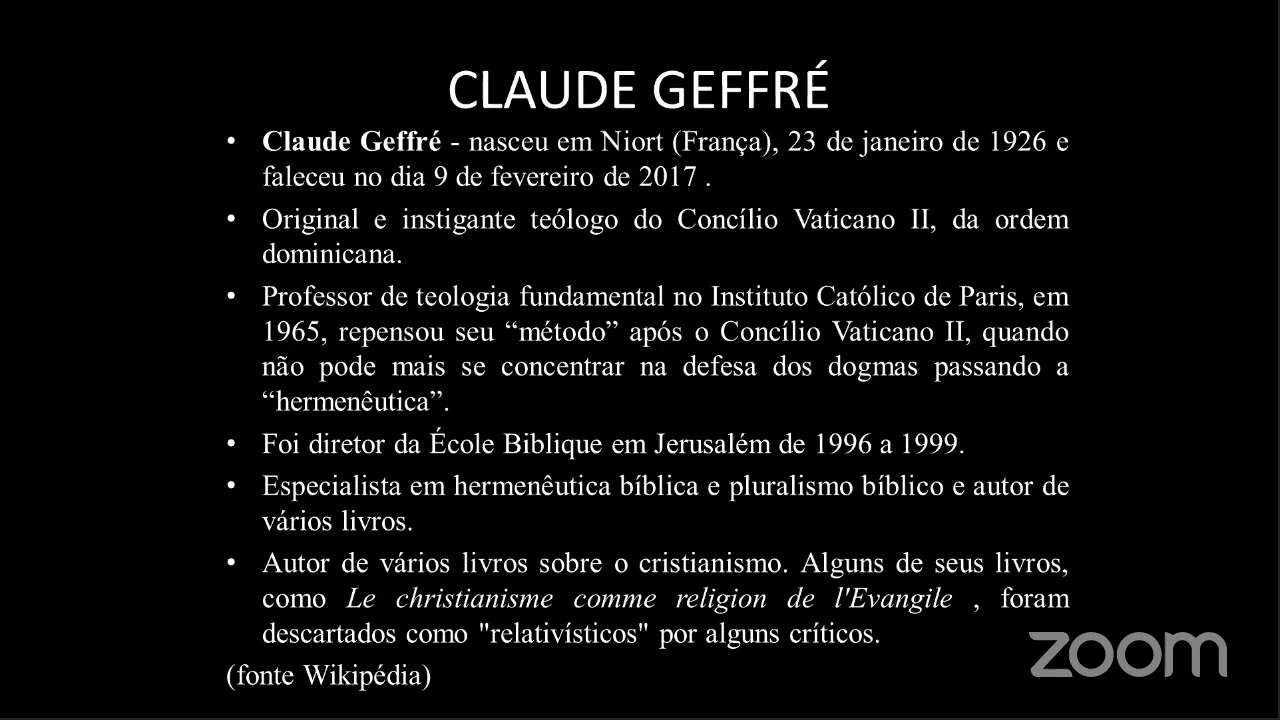 CLAUDE GEFFRÉ
• Claude Geffré - nasceu em Niort (França), 23 de janeiro de 1926 e
faleceu no dia 9 de fevereiro de 2017 .
• Original e instigante teólogo do Concílio Vaticano II, da ordem
dominicana.
• Professor de teologia fundamental no Instituto Católico de Paris, em
1965, repensou seu “método” após o Concílio Vaticano II, quando
não pode mais se concentrar na defesa dos dogmas passando a
“hermenêutica”.
• Foi diretor da École Biblique em Jerusalém de 1996 a 1999.
• Especialista em hermenêutica bíblica e pluralismo bíblico e autor de
vários livros.
• Autor de vários livros sobre o cristianismo. Alguns de seus livros,
como Le christianisme comme religion de l'Evangile , foram
descartados como "relativísticos" por alguns críticos.
(fonte Wikipédia)
zoom